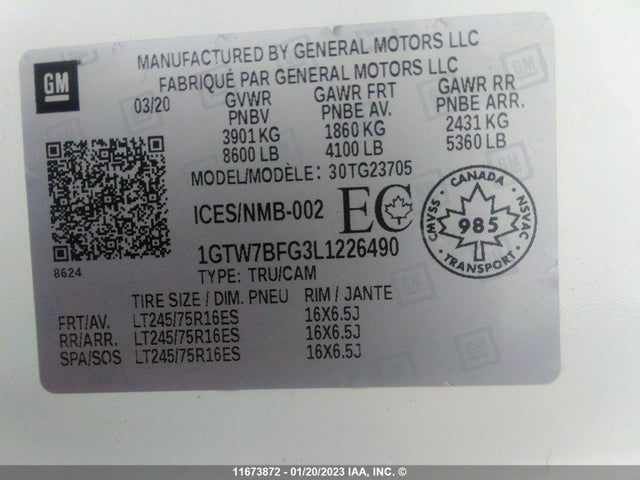 GM
MANUFACTURED BY GENERAL MOTORS LLC
FABRIQUÉ PAR GENERAL MOTORS LLC
03/20 GVWR GAWR FRT GAWR RR
PNBV PNBE AV. PNBE ARR.
3901 KG 1860 KG 2431 KG
8600 LB 4100 LB 5360 LB
MODEL/MODÈLE: 30TG23705
ICES/NMB-002 EC
CANADA
CMVSS 985 NSVAC
TRANSPORT
1GTW7BFG3L1226490
8624
TYPE: TRU/CAM
TIRE SIZE / DIM. PNEU RIM / JANTE
FRT/AV. LT245/75R16ES 16X6.5J
RR/ARR. LT245/75R16ES 16X6.5J
SPA/SOS LT245/75R16ES 16X6.5J
11673872 - 01/20/2023 IAA, INC. ©